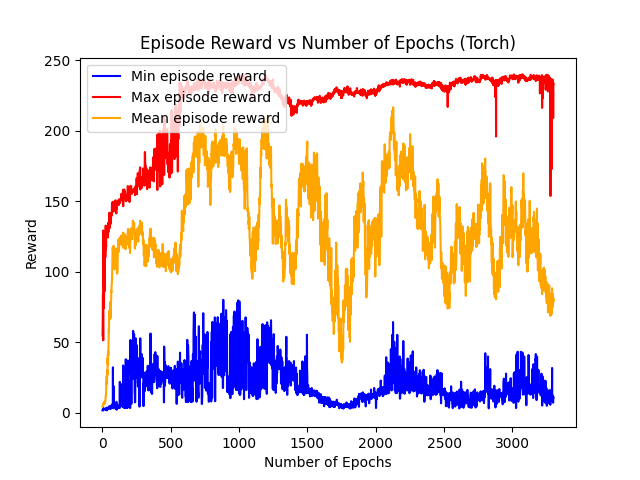 Episode Reward vs Number of Epochs (Torch)
250
200
150
100
50
0
Reward
Min episode reward
Max episode reward
Mean episode reward
0 500 1000 1500 2000 2500 3000
Number of Epochs